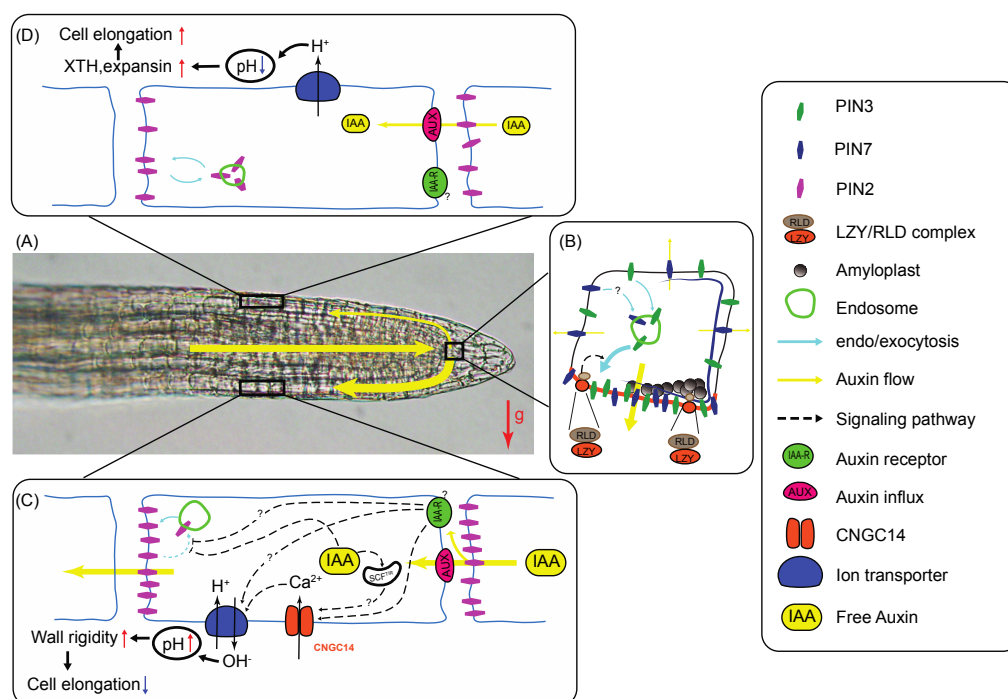 (D)
Cell elongation
XTH,expansin
pH
H+
IAA
AUX
IAA
IAA-R
?
(A)
g
(B)
?
RLD
LZY
RLD
LZY
(C)
?
?
?
IAA-R
IAA
SCFTIR
AUX
IAA
H+
Ca2+
?
CNGC14
Wall rigidity
pH
OH-
Cell elongation
PIN3
PIN7
PIN2
RLD
LZY
LZY/RLD complex
Amyloplast
Endosome
endo/exocytosis
Auxin flow
Signaling pathway
IAA-R
Auxin receptor
AUX
Auxin influx
CNGC14
Ion transporter
IAA
Free Auxin